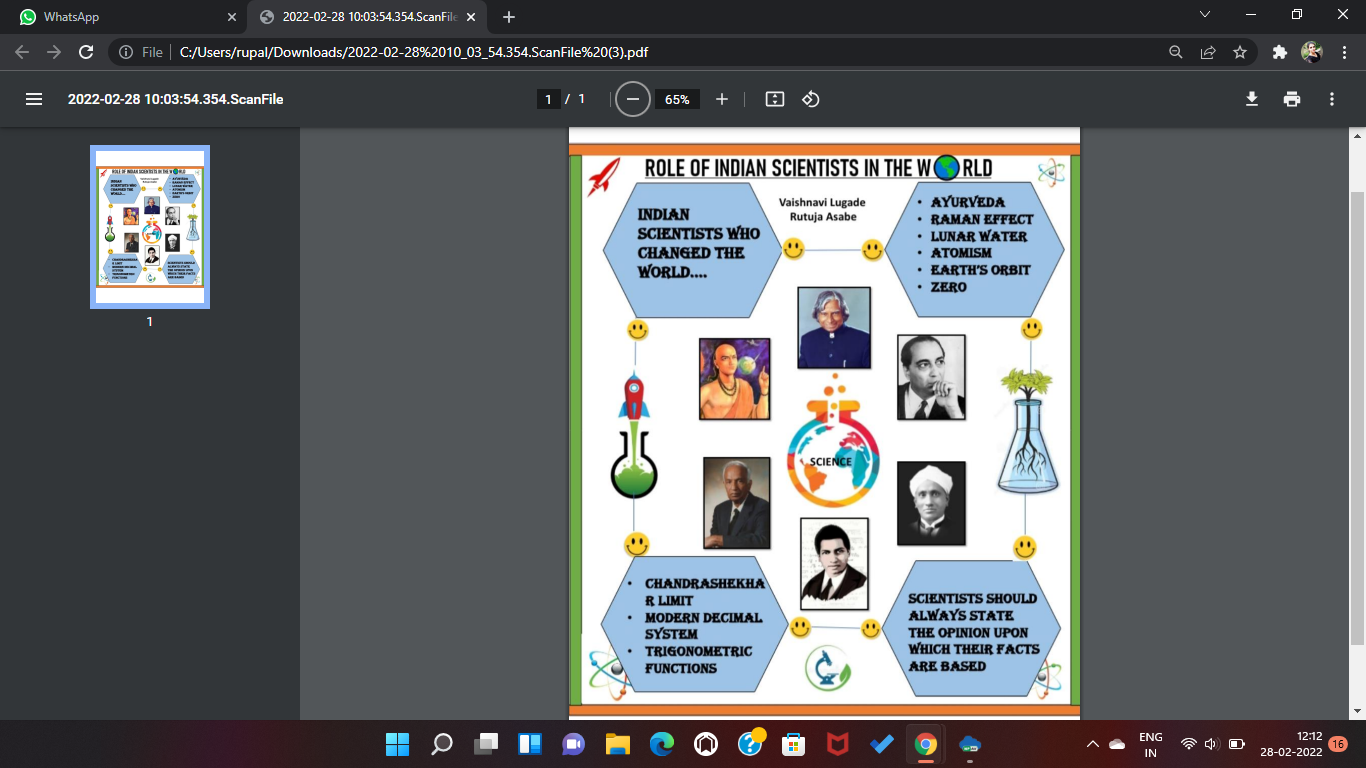 WhatsApp
2022-02-28 10:03:54.354.ScanFile
File
C:/Users/rupal/Downloads/2022-02-28%2010_03_54.354.ScanFile%20(3).pdf
2022-02-28 10:03:54.354.ScanFile
1 / 1
65%
ROLE OF INDIAN SCIENTISTS IN THE W RLD
Vaishnavi Lugade
Rutuja Asabe
INDIAN
SCIENTISTS WHO
CHANGED THE
WORLD....
• AYURVEDA
• RAMAN EFFECT
• LUNAR WATER
• ATOMISM
• EARTH'S ORBIT
• ZERO
SCIENCE
• CHANDRASHEKHA
R LIMIT
• MODERN DECIMAL
SYSTEM
• TRIGONOMETRIC
FUNCTIONS
SCIENTISTS SHOULD
ALWAYS STATE
THE OPINION UPON
WHICH THEIR FACTS
ARE BASED
1
ENG
IN
12:12
28-02-2022
16